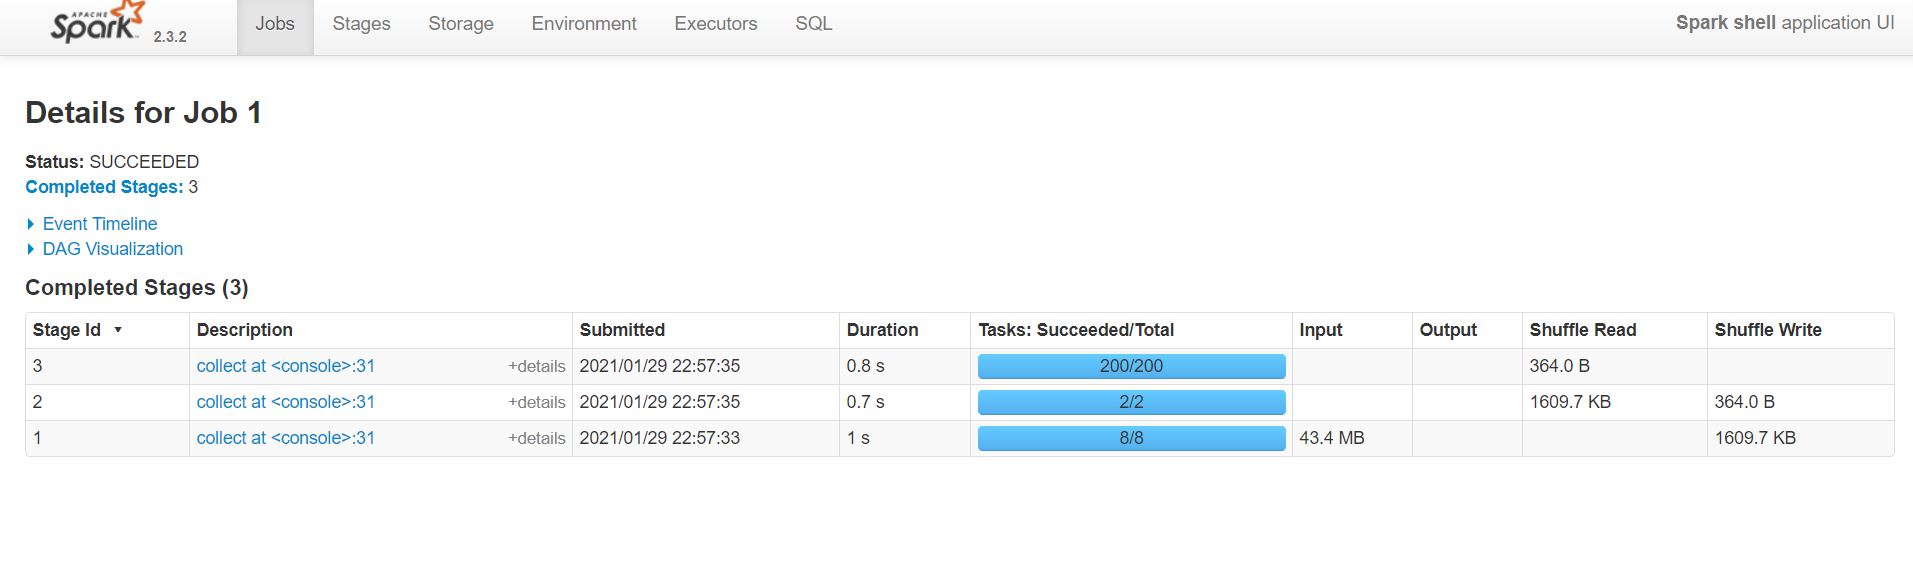 APACHE
Spark 2.3.2 Jobs Stages Storage Environment Executors SQL Spark shell application UI
Details for Job 1
Status: SUCCEEDED
Completed Stages: 3
Event Timeline
DAG Visualization
Completed Stages (3)
Stage Id Description Submitted Duration Tasks: Succeeded/Total Input Output Shuffle Read Shuffle Write
3 collect at <console>:31 +details 2021/01/29 22:57:35 0.8 s 200/200 364.0 B
2 collect at <console>:31 +details 2021/01/29 22:57:35 0.7 s 2/2 1609.7 KB 364.0 B
1 collect at <console>:31 +details 2021/01/29 22:57:33 1 s 8/8 43.4 MB 1609.7 KB